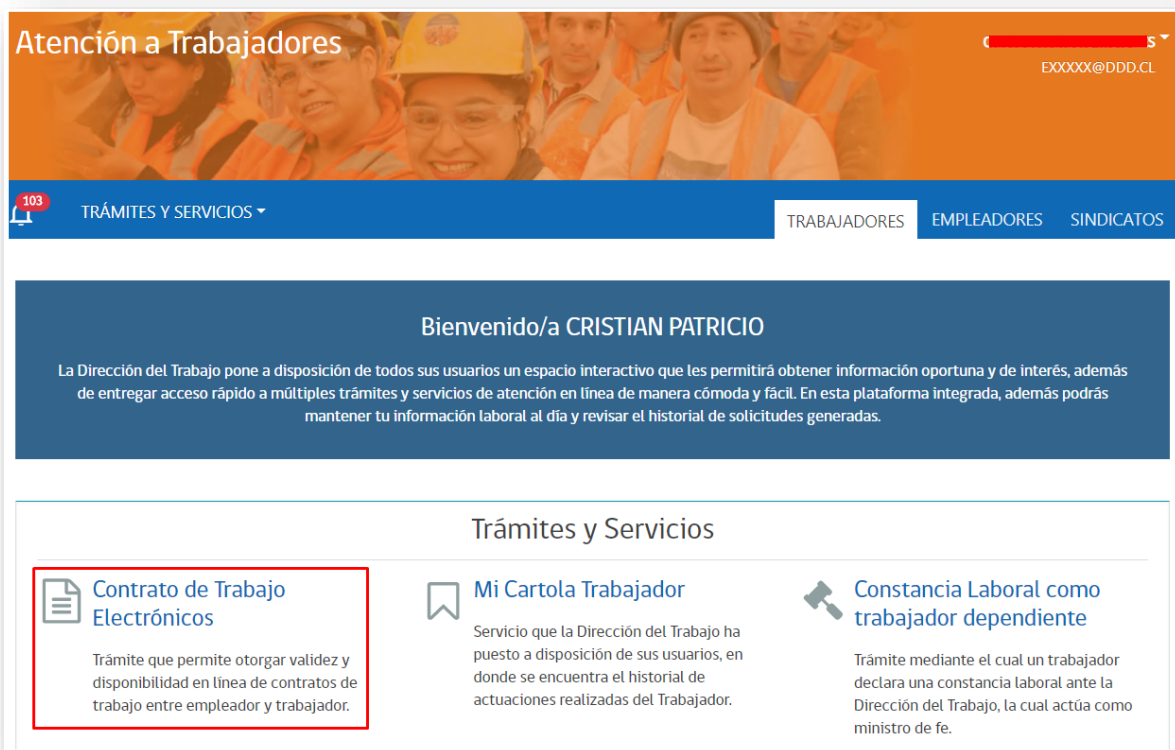 Atención a Trabajadores
EXXXXX@DDD.CL
103
TRÁMITES Y SERVICIOS
TRABAJADORES
EMPLEADORES
SINDICATOS
Bienvenido/a CRISTIAN PATRICIO
La Dirección del Trabajo pone a disposición de todos sus usuarios un espacio interactivo que les permitirá obtener información oportuna y de interés, además
de entregar acceso rápido a múltiples trámites y servicios de atención en línea de manera cómoda y fácil. En esta plataforma integrada, además podrás
mantener tu información laboral al día y revisar el historial de solicitudes generadas.
Trámites y Servicios
Contrato de Trabajo
Electrónicos
Trámite que permite otorgar validez y
disponibilidad en línea de contratos de
trabajo entre empleador y trabajador.
Mi Cartola Trabajador
Servicio que la Dirección del Trabajo ha
puesto a disposición de sus usuarios, en
donde se encuentra el historial de
actuaciones realizadas del Trabajador.
Constancia Laboral como
trabajador dependiente
Trámite mediante el cual un trabajador
declara una constancia laboral ante la
Dirección del Trabajo, la cual actúa como
ministro de fe.